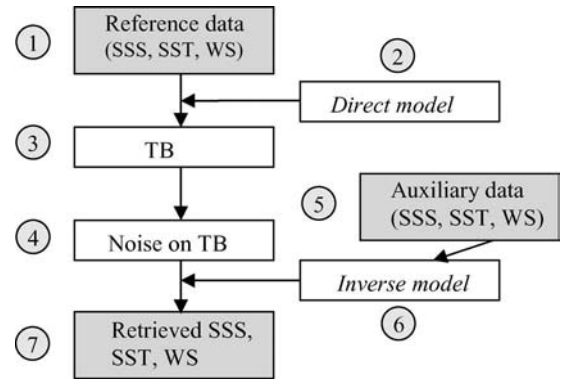 1
Reference data
(SSS, SST, WS)
2
Direct model
3
TB
5
Auxiliary data
(SSS, SST, WS)
4
Noise on TB
Inverse model
6
7
Retrieved SSS,
SST, WS